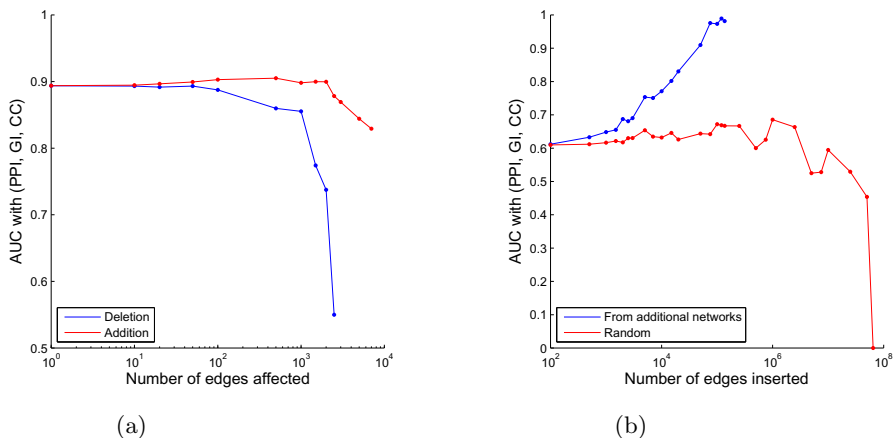 1
0.9
0.8
0.7
0.6
0.5
AUC with (PPI, GI, CC)
Deletion
Addition
10^0
10^1
10^2
10^3
10^4
Number of edges affected
(a)
1
0.9
0.8
0.7
0.6
0.5
0.4
0.3
0.2
0.1
0
AUC with (PPI, GI, CC)
From additional networks
Random
10^2
10^4
10^6
10^8
Number of edges inserted
(b)